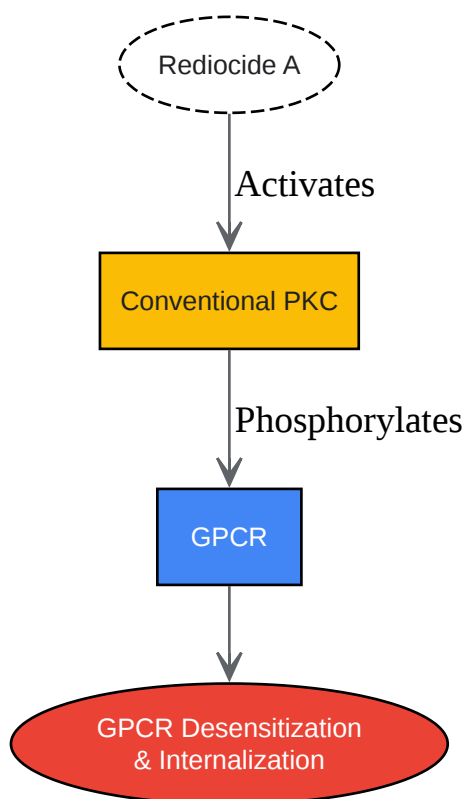 Rediocide A
Activates
Conventional PKC
Phosphorylates
GPCR
GPCR Desensitization
& Internalization